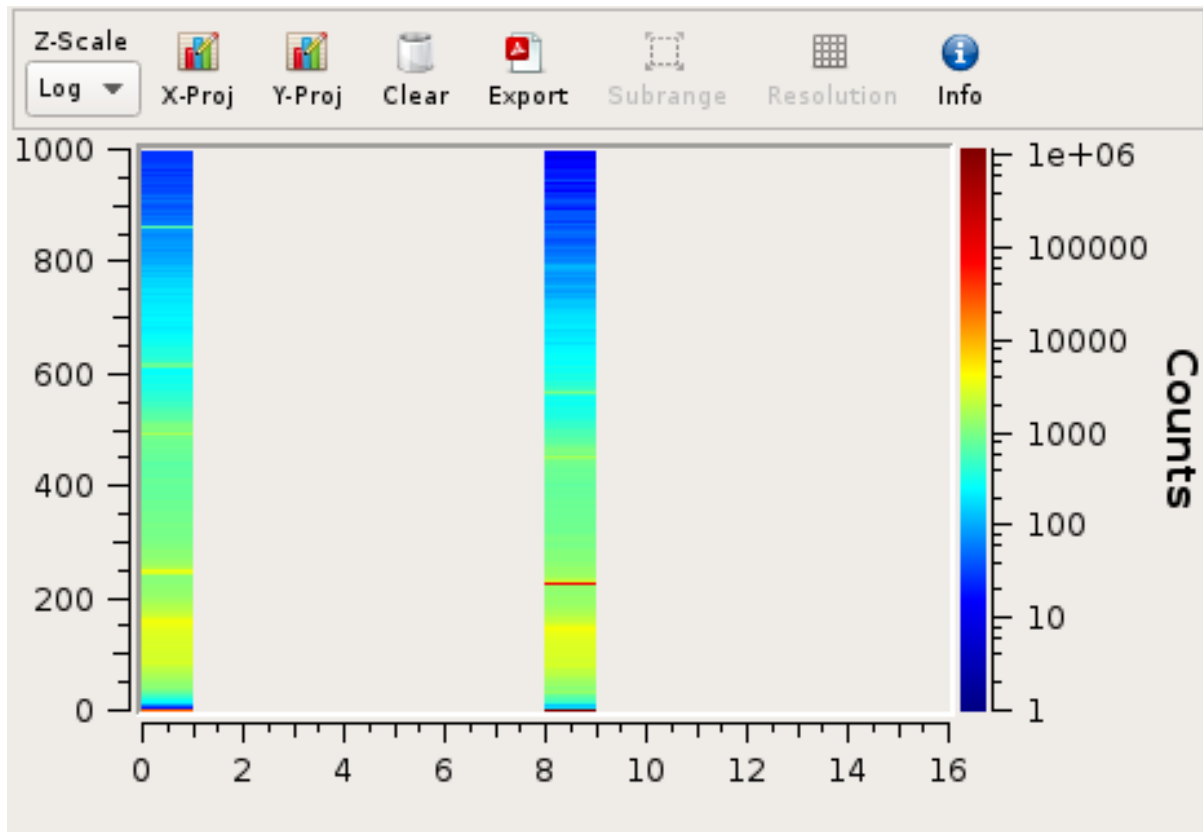 Z-Scale
Log
X-Proj
Y-Proj
Clear
Export
Subrange
Resolution
Info
1000
800
600
400
200
0
0 2 4 6 8 10 12 14 16
1e+06
100000
10000
1000
100
10
1
Counts